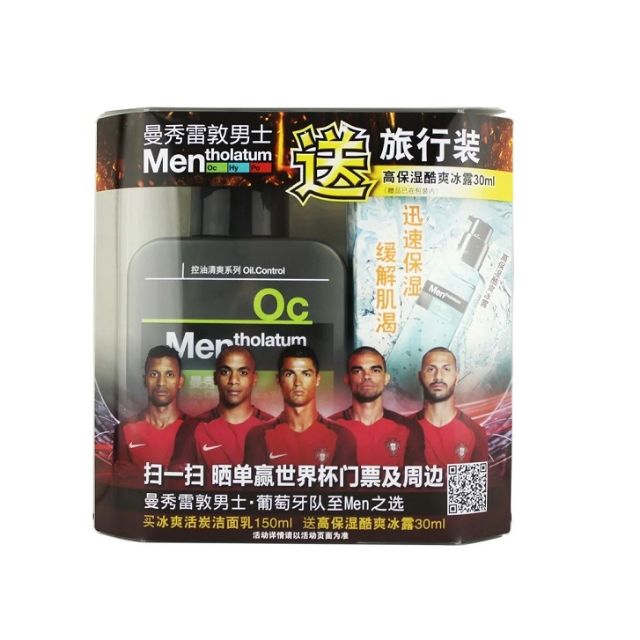 曼秀雷敦男士
Mentholatum
Oc Hy Pu
送
旅行装
高保湿酷爽冰露30ml
(赠品已在包装内)
迅速保湿
缓解肌渴
Mentholatum
控油清爽系列 Oil.Control
Oc
Mentholatum
曼秀雷敦
扫一扫 晒单赢世界杯门票及周边
曼秀雷敦男士·葡萄牙队至Men之选
买冰爽活炭洁面乳150ml 送高保湿酷爽冰露30ml
活动详情请以活动页面为准